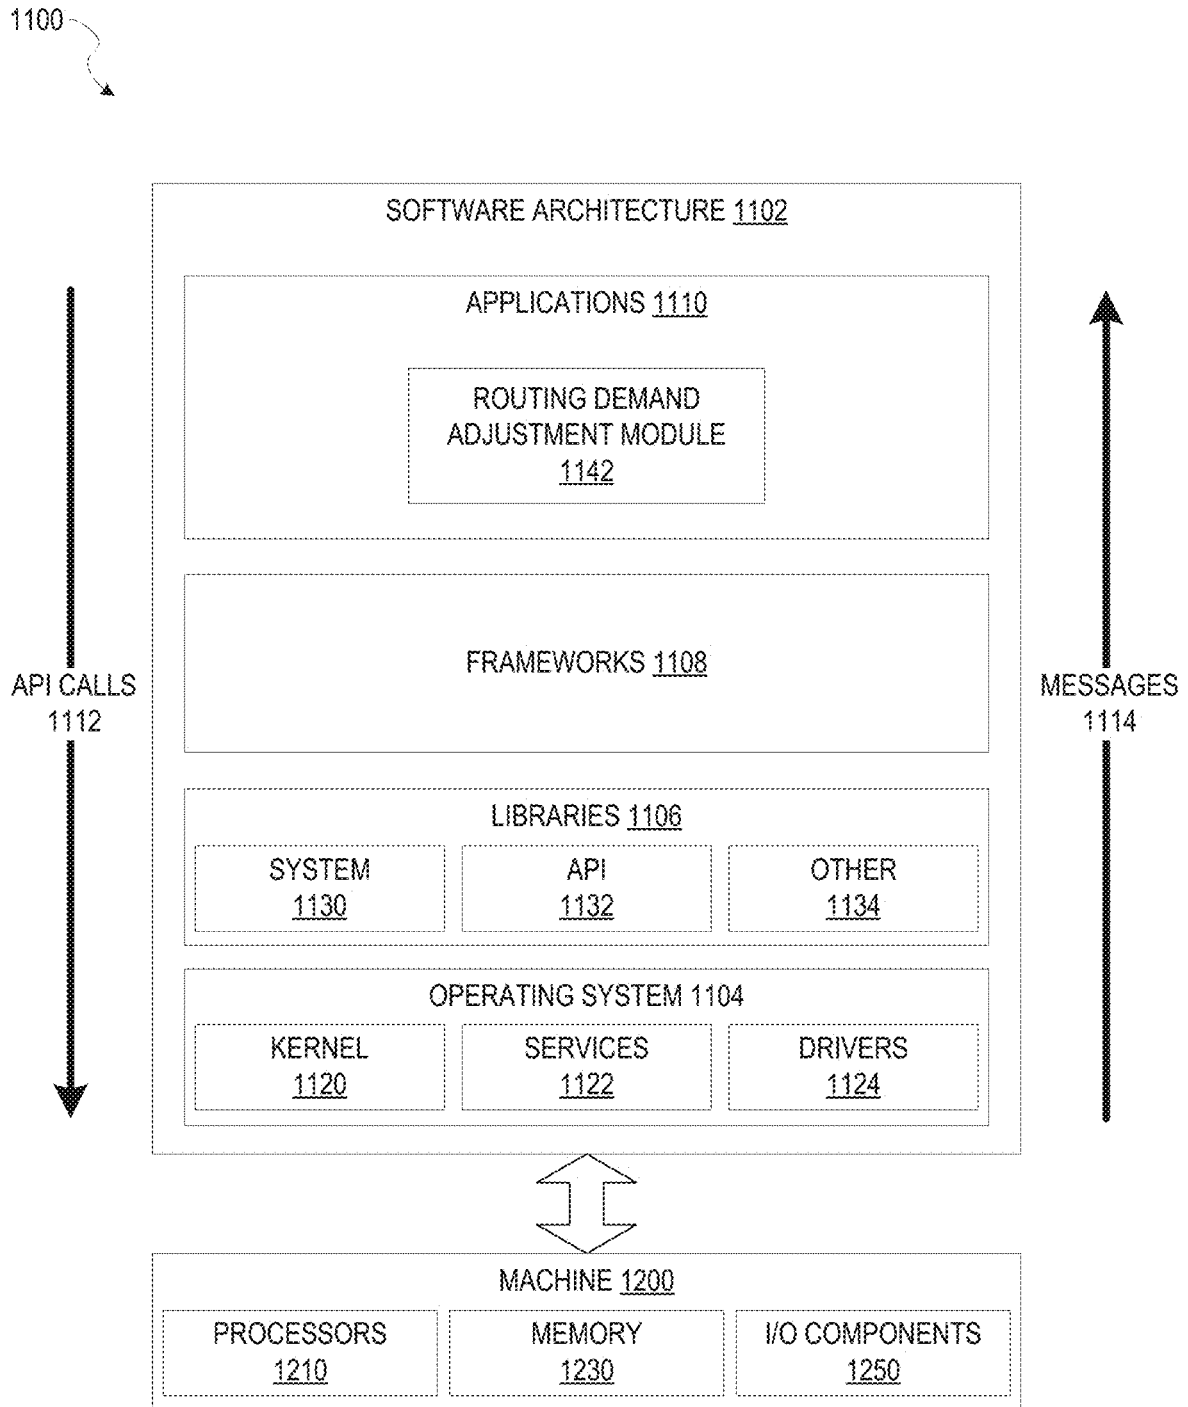 1100
SOFTWARE ARCHITECTURE 1102
APPLICATIONS 1110
ROUTING DEMAND
ADJUSTMENT MODULE
1142
FRAMEWORKS 1108
API CALLS
1112
MESSAGES
1114
LIBRARIES 1106
SYSTEM
1130
API
1132
OTHER
1134
OPERATING SYSTEM 1104
KERNEL
1120
SERVICES
1122
DRIVERS
1124
MACHINE 1200
PROCESSORS
1210
MEMORY
1230
I/O COMPONENTS
1250